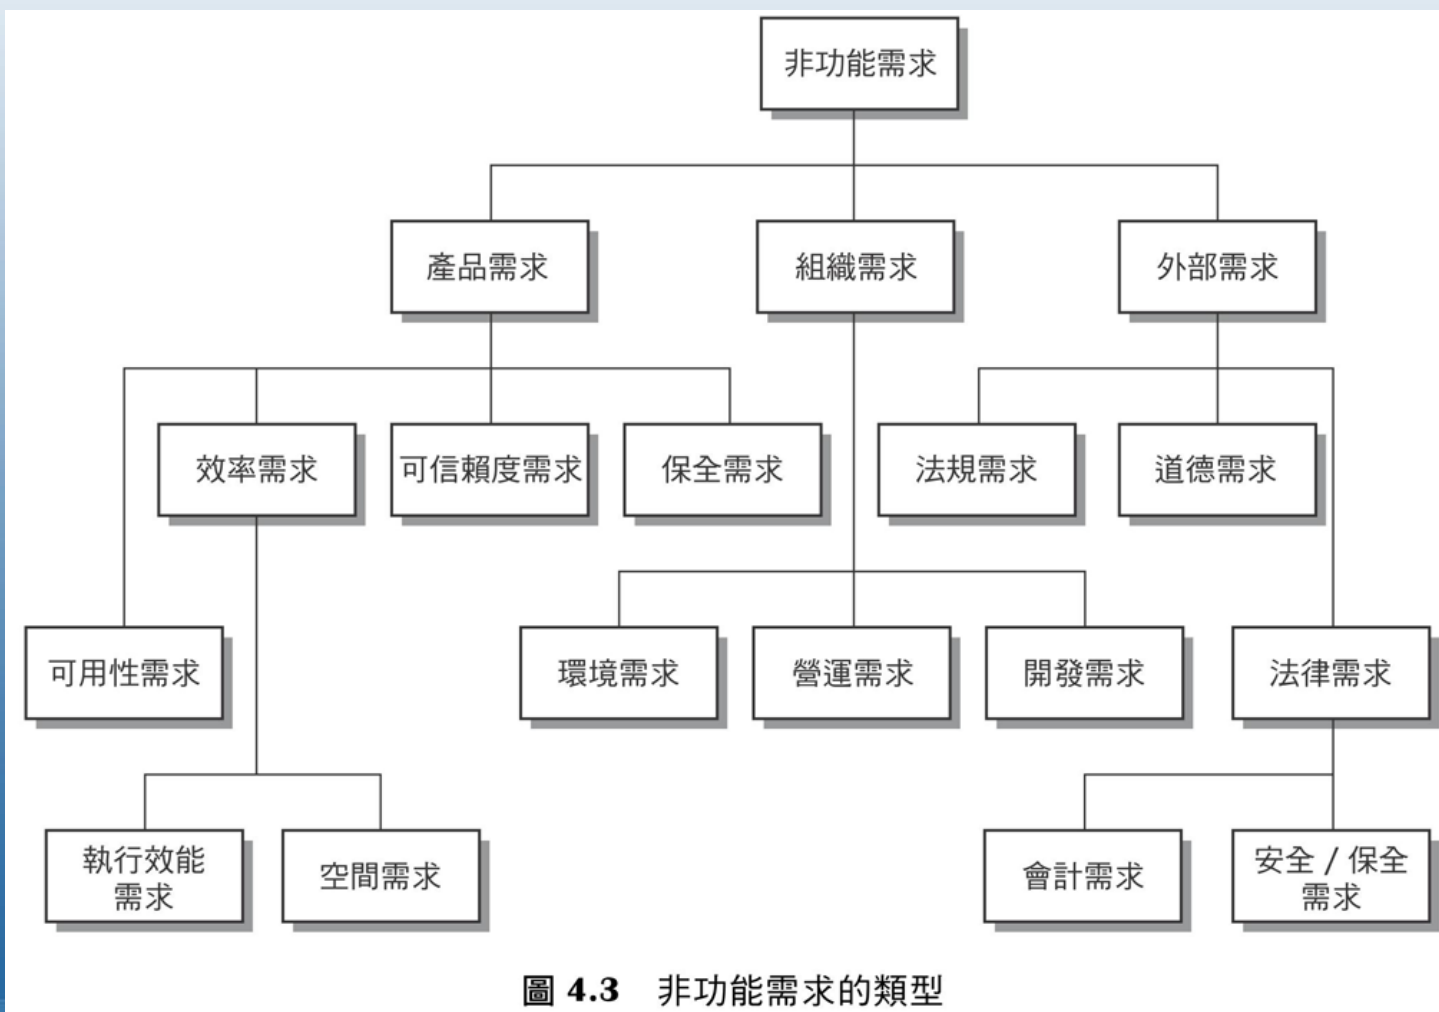 非功能需求
產品需求
組織需求
外部需求
效率需求
可信賴度需求
保全需求
法規需求
道德需求
可用性需求
環境需求
營運需求
開發需求
法律需求
執行效能
需求
空間需求
會計需求
安全 / 保全
需求
圖 4.3 非功能需求的類型